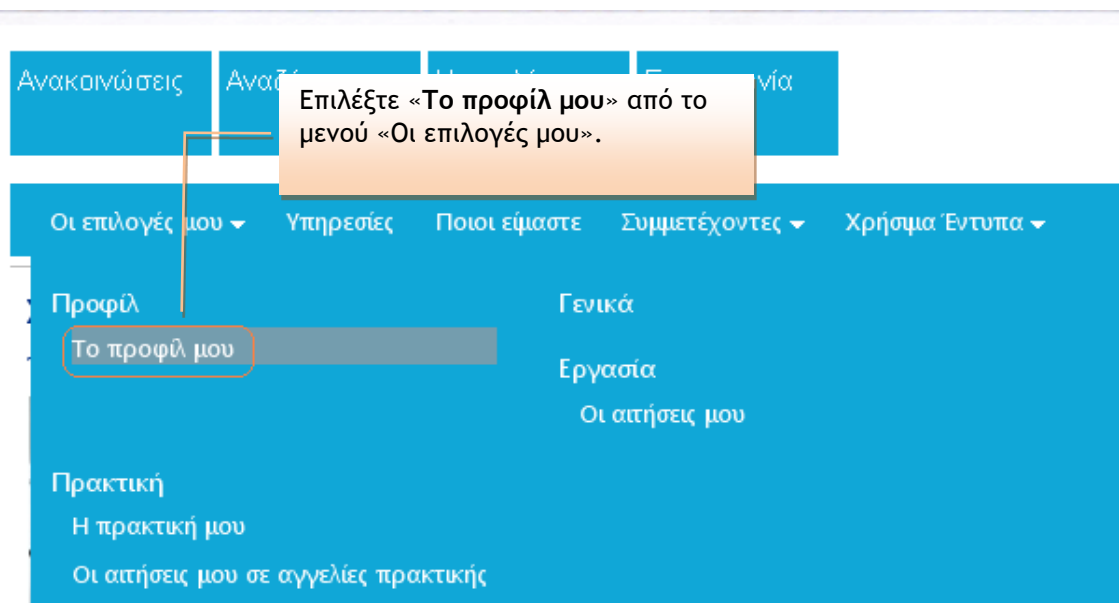 Ανακοινώσεις
Επιλέξτε «Το προφίλ μου» από το
μενού «Οι επιλογές μου».
Οι επιλογές μου Υπηρεσίες Ποιοι είμαστε Συμμετέχοντες Χρήσιμα Έντυπα
Προφίλ
Το προφίλ μου
Γενικά
Εργασία
Οι αιτήσεις μου
Πρακτική
Η πρακτική μου
Οι αιτήσεις μου σε αγγελίες πρακτικής